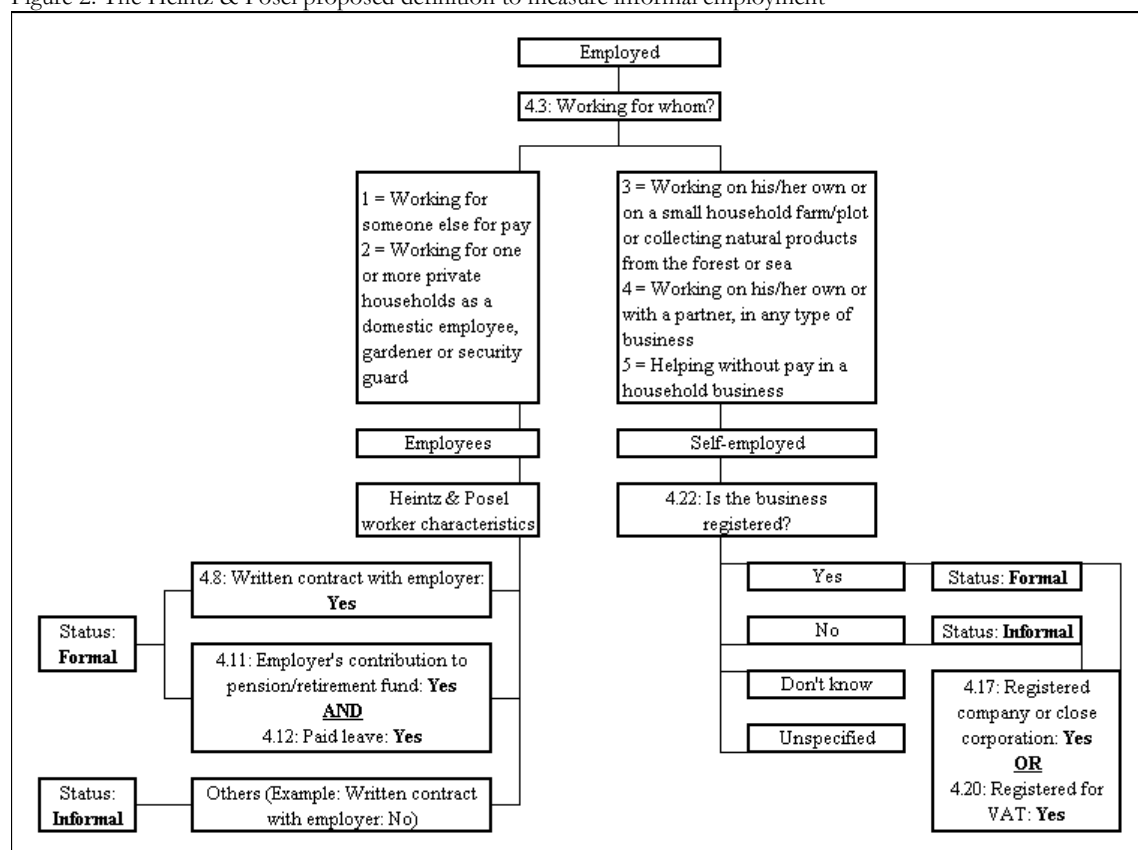 Figure 2: The Heintz & Posel proposed definition to measure informal employment
Employed
4.3: Working for whom?
1 = Working for
someone else for pay
2 = Working for one
or more private
households as a
domestic employee,
gardener or security
guard
3 = Working on his/her own or
on a small household farm/plot
or collecting natural products
from the forest or sea
4 = Working on his/her own or
with a partner, in any type of
business
5 = Helping without pay in a
household business
Employees
Self-employed
Heintz & Posel
worker characteristics
4.22: Is the business
registered?
4.8: Written contract with employer:
Yes
Status:
Formal
4.11: Employer's contribution to
pension/retirement fund: Yes
AND
4.12: Paid leave: Yes
Status:
Informal
Others (Example: Written contract
with employer: No)
Yes
Status: Formal
No
Status: Informal
Don't know
Unspecified
4.17: Registered
company or close
corporation: Yes
OR
4.20: Registered for
VAT: Yes